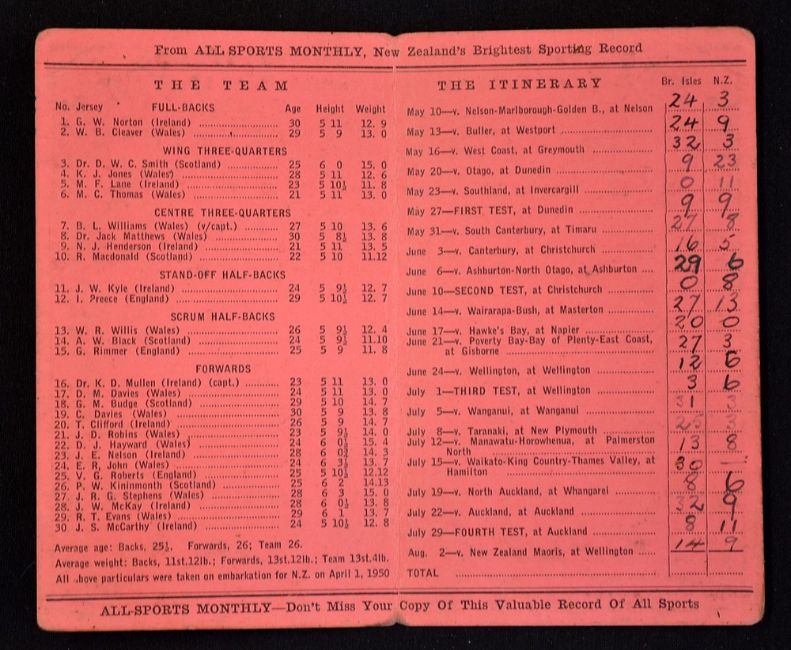 From ALL SPORTS MONTHLY, New Zealand's Brightest Sporting Record
THE TEAM
No. Jersey FULL-BACKS Age Height Weight
1. G. W. Norton (Ireland) 30 5 11 12. 9
2. W. B. Cleaver (Wales) 29 5 9 13. 0
WING THREE-QUARTERS
3. Dr. D. W. C. Smith (Scotland) 25 6 0 15. 0
4. K. J. Jones (Wales) 28 5 11 12. 6
5. M. F. Lane (Ireland) 23 5 10½ 11. 8
6. M. C. Thomas (Wales) 21 5 11 13. 0
CENTRE THREE-QUARTERS
7. B. L. Williams (Wales) (v/capt.) 27 5 10 13. 6
8. Dr. Jack Matthews (Wales) 30 5 8½ 13. 8
9. N. J. Henderson (Ireland) 21 5 11 13. 5
10. R. Macdonald (Scotland) 22 5 10 11.12
STAND-OFF HALF-BACKS
11. J. W. Kyle (Ireland) 24 5 9½ 12. 7
12. I. Preece (England) 29 5 10½ 12. 7
SCRUM HALF-BACKS
13. W. R. Willis (Wales) 26 5 9½ 12. 4
14. A. W. Black (Scotland) 24 5 9½ 11.10
15. G. Rimmer (England) 25 5 9 11. 8
FORWARDS
16. Dr. K. D. Mullen (Ireland) (capt.) 23 5 11 13. 0
17. D. M. Davies (Wales) 24 5 11 13. 0
18. G. M. Budge (Scotland) 29 5 10 14. 7
19. C. Davies (Wales) 30 5 9 13. 8
20. T. Clifford (Ireland) 26 5 9 14. 7
21. J. D. Robins (Wales) 23 5 9½ 14. 0
22. D. J. Hayward (Wales) 24 6 0½ 15. 4
23. J. E. Nelson (Ireland) 28 6 14. 3
24. E. R. John (Wales) 24 6 13. 7
25. V. G. Roberts (England) 25 5 10½ 12.12
26. P. W. Kininmonth (Scotland) 25 6 2 14.13
27. J. R. G. Stephens (Wales) 28 6 3 15. 0
28. J. W. McKay (Ireland) 28 6 0½ 13. 8
29. R. T. Evans (Wales) 29 6 1 13. 7
30 J. S. McCarthy (Ireland) 24 5 10½ 12. 8
Average age: Backs, 25½, Forwards, 26; Team 26.
Average weight: Backs, 11st.12lb.; Forwards, 13st.12lb.; Team 13st.4lb.
All above particulars were taken on embarkation for N.Z. on April 1, 1950
THE ITINERARY Br. Isles N.Z.
May 10—v. Nelson-Marlborough-Golden B., at Nelson 24 3
May 13—v. Buller, at Westport 24 9
May 16—v. West Coast, at Greymouth 32 3
May 20—v. Otago, at Dunedin 9 23
May 23—v. Southland, at Invercargill 0 11
May 27—FIRST TEST, at Dunedin 9 9
May 31—v. South Canterbury, at Timaru 27 8
June 3—v. Canterbury, at Christchurch 16 5
June 6—v. Ashburton-North Otago, at Ashburton 29 6
June 10—SECOND TEST, at Christchurch 0 8
June 14—v. Wairarapa-Bush, at Masterton 27 13
June 17—v. Hawke's Bay, at Napier 20 0
June 21—v. Poverty Bay-Bay of Plenty-East Coast,
at Gisborne 27 3
June 24—v. Wellington, at Wellington 12 6
July 1—THIRD TEST, at Wellington 3 6
July 5—v. Wanganui, at Wanganui 31 3
July 8—v. Taranaki, at New Plymouth 3
July 12—v. Manawatu-Horowhenua, at Palmerston
North 13 8
July 15—v. Waikato-King Country-Thames Valley, at
Hamilton 30 —
July 19—v. North Auckland, at Whangarei 8 6
July 22—v. Auckland, at Auckland 32 9
July 29—FOURTH TEST, at Auckland 8 11
Aug. 2—v. New Zealand Maoris, at Wellington 14 9
TOTAL
ALL-SPORTS MONTHLY—Don't Miss Your Copy Of This Valuable Record Of All Sports